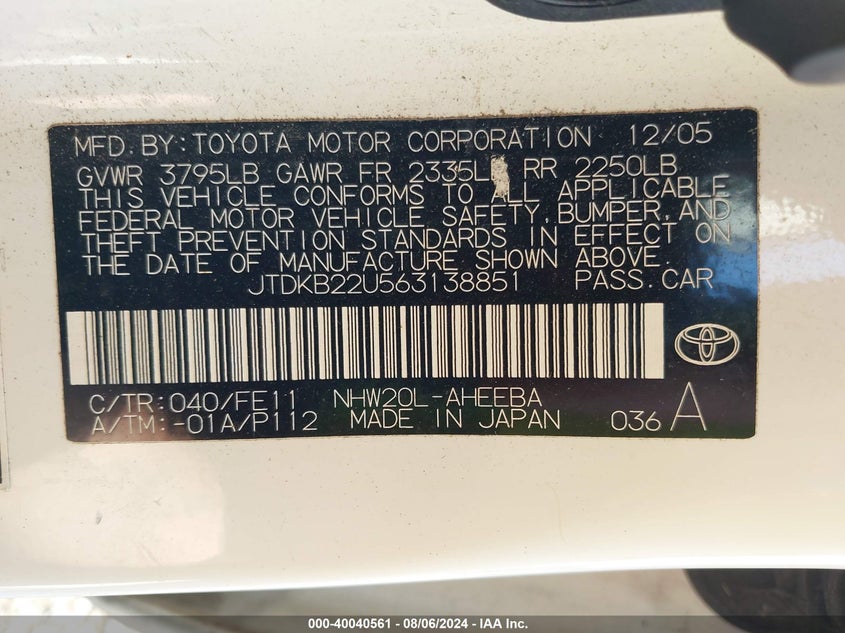 MFD.BY:TOYOTA MOTOR CORPORATION 12/05
GVWR 3795LB GAWR FR 2335L RR 2250LB
THIS VEHICLE CONFORMS TO ALL APPLICABLE
FEDERAL MOTOR VEHICLE SAFETY,BUMPER,AND
THEFT PREVENTION STANDARDS IN EFFECT ON
THE DATE OF MANUFACTURE SHOWN ABOVE.
JTDKB22U563138851 PASS.CAR
C/TR:040/FE11 NHW20L-AHEEBA
A/TM:-01A/P112 MADE IN JAPAN 036 A
000-40040561 - 08/06/2024 - IAA Inc.